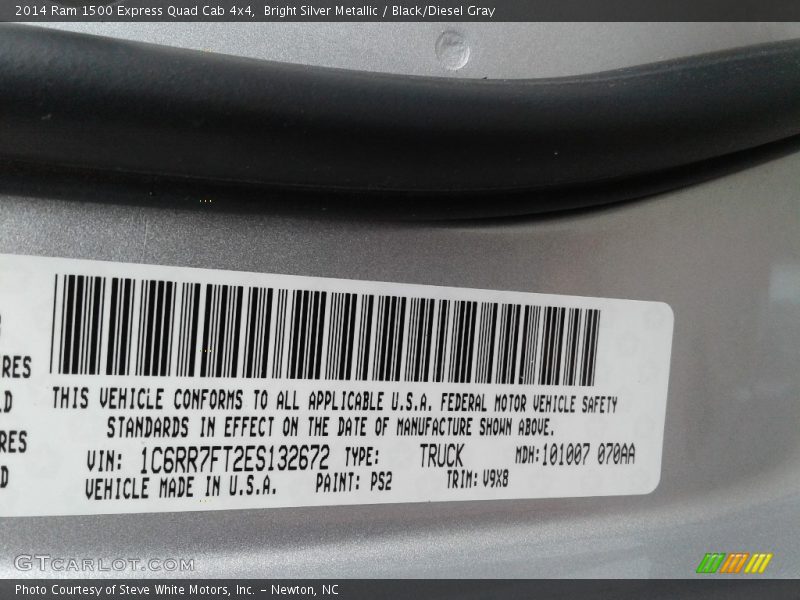 2014 Ram 1500 Express Quad Cab 4x4,  Bright Silver Metallic / Black/Diesel Gray
RES
D
RES
D
THIS VEHICLE CONFORMS TO ALL APPLICABLE U.S.A. FEDERAL MOTOR VEHICLE SAFETY
STANDARDS IN EFFECT ON THE DATE OF MANUFACTURE SHOWN ABOVE.
VIN: 1C6RR7FT2ES132672 TYPE: TRUCK MDH:101007 070AA
VEHICLE MADE IN U.S.A. PAINT: PS2 TRIM: V9X8
GTcarlot.com
Photo Courtesy of Steve White Motors, Inc. – Newton, NC